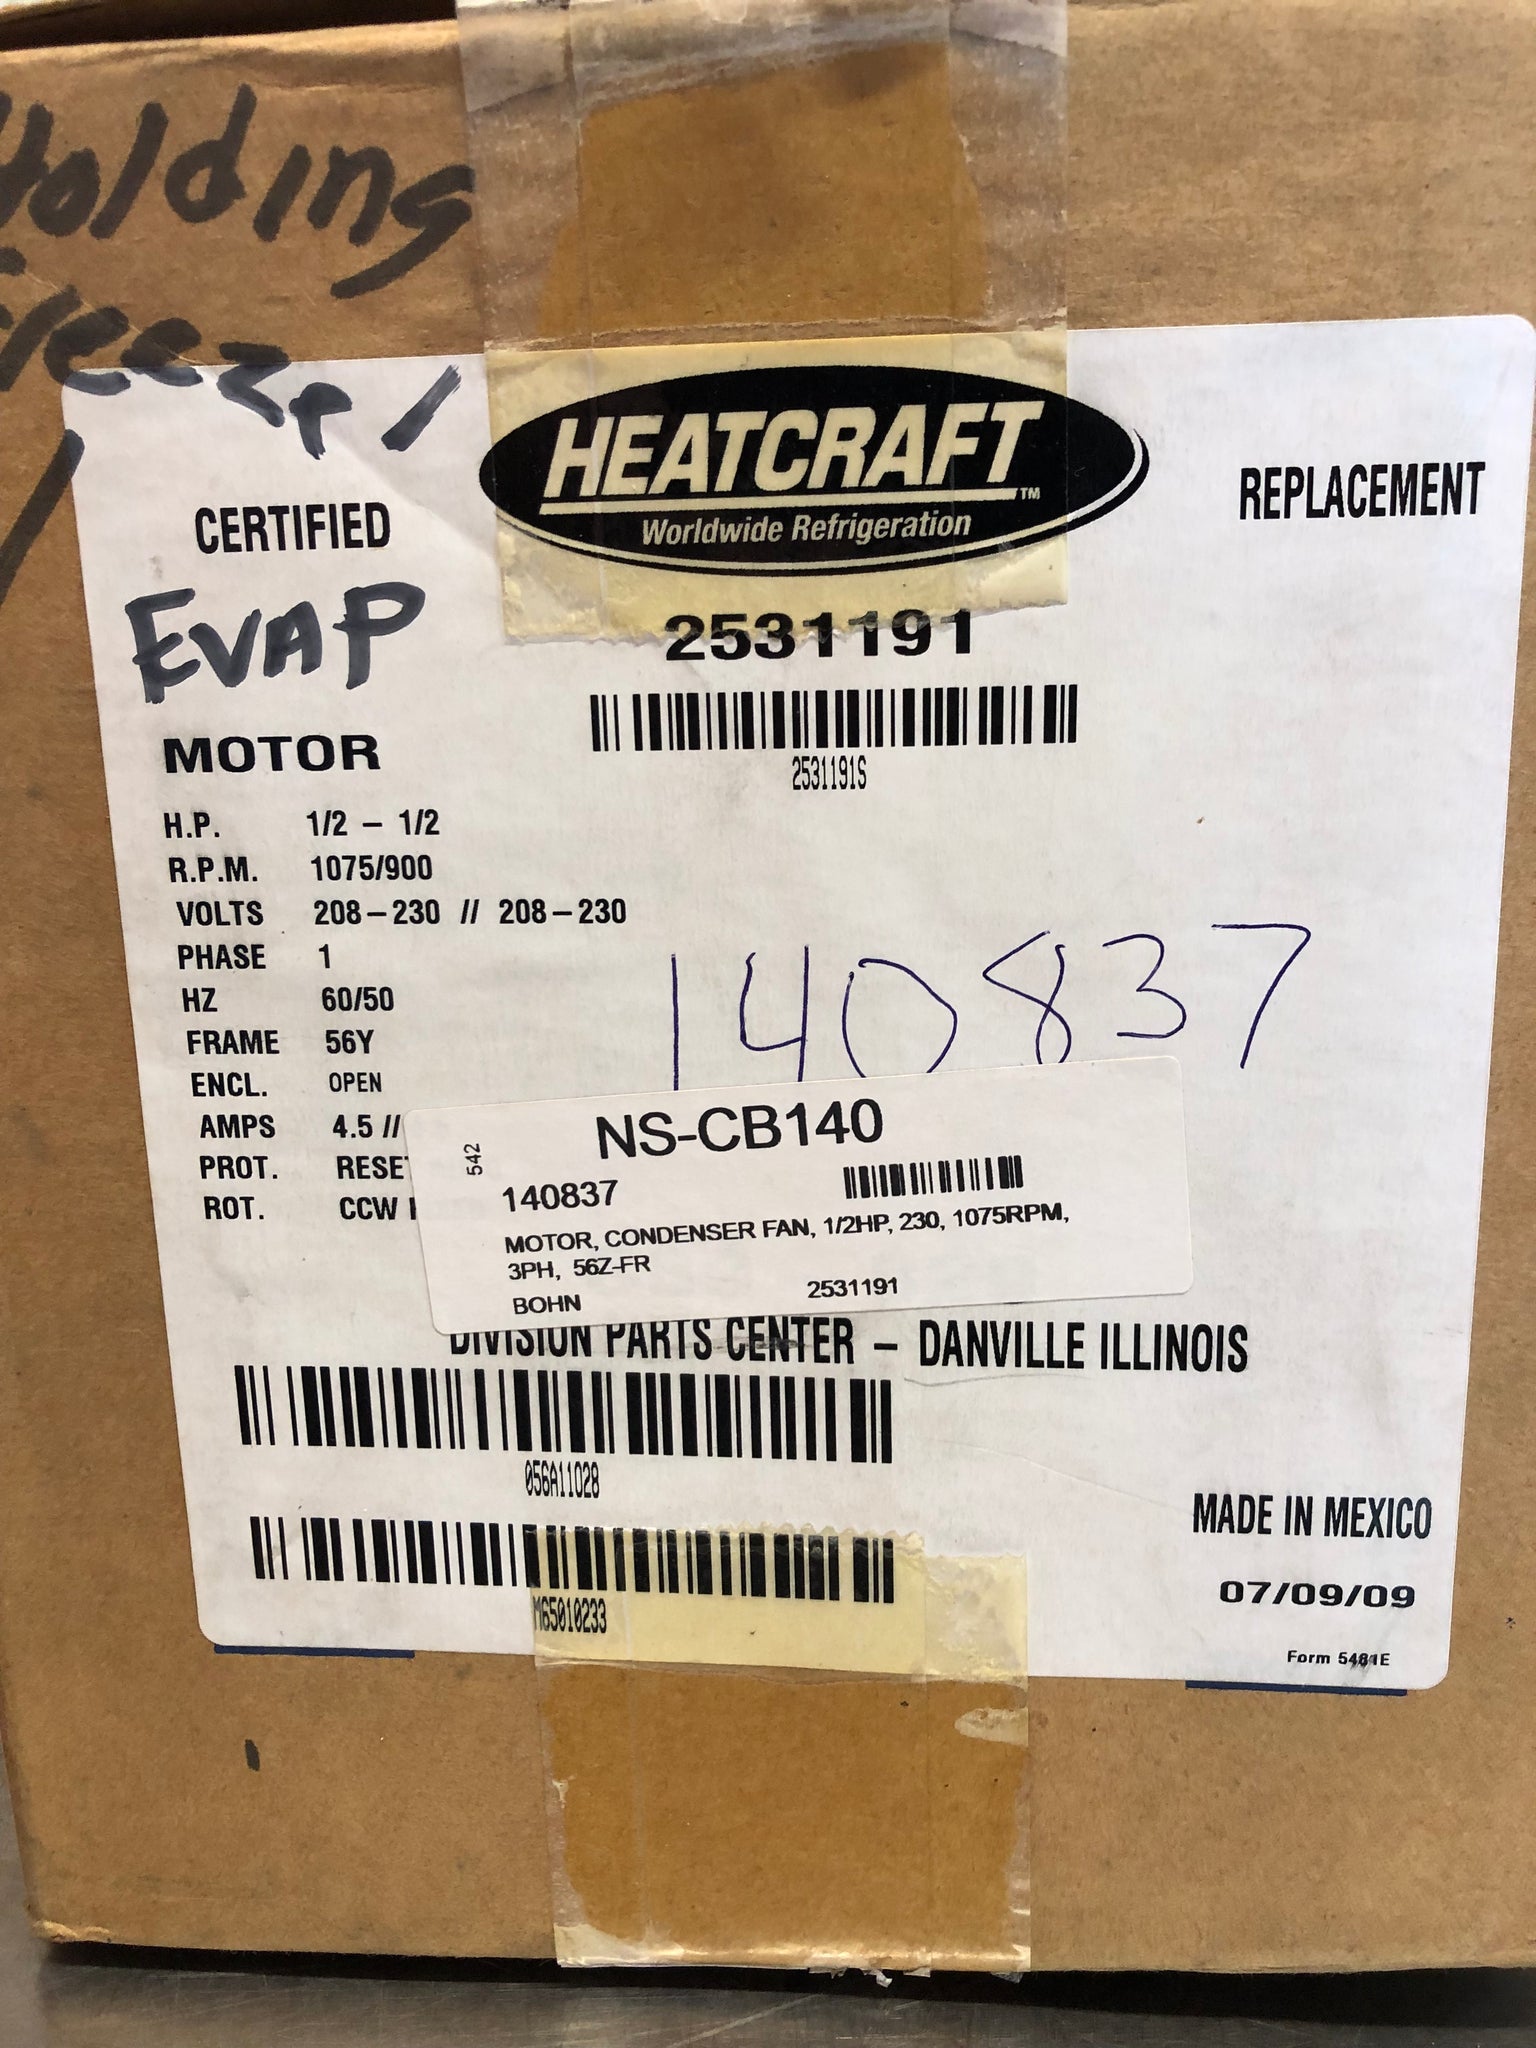 Holding
Freezr /
CERTIFIED
HEATCRAFT™
Worldwide Refrigeration
REPLACEMENT
EVAP
2531191
2531191S
MOTOR
H.P. 1/2 – 1/2
R.P.M. 1075/900
VOLTS 208–230 // 208–230
PHASE 1
HZ 60/50
FRAME 56Y
ENCL. OPEN
AMPS 4.5 //
PROT. RESET
ROT. CCW
140837
542
NS-CB140
140837
MOTOR, CONDENSER FAN, 1/2HP, 230, 1075RPM,
3PH, 56Z-FR
BOHN 2531191
DIVISION PARTS CENTER – DANVILLE ILLINOIS
056A11028
M65010233
MADE IN MEXICO
07/09/09
Form 5481E